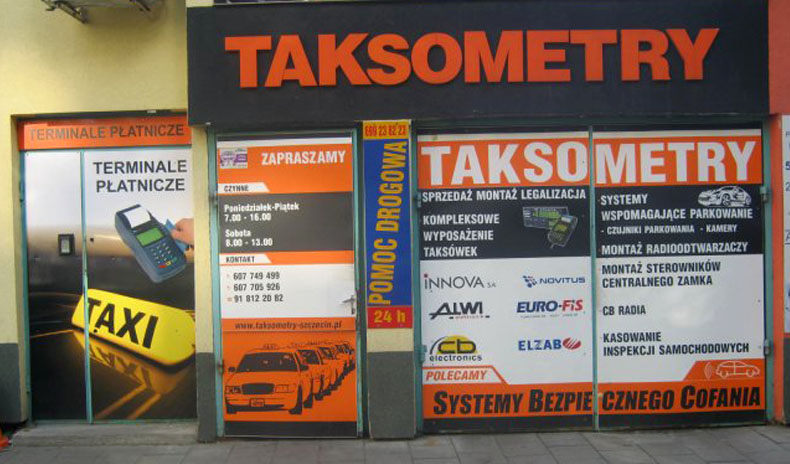 TAKSOMETRY
TERMINALE PŁATNICZE
TERMINALE
PŁATNICZE
TAXI
ZAPRASZAMY
CZYNNE
Poniedziałek-Piątek
7.00 - 16.00
Sobota
8.00 - 13.00
KONTAKT
607 749 499
607 705 926
91 812 20 82
www.taksometry-szczecin.pl
POMOC DROGOWA
24 h
TAKSOMETRY
SPRZEDAŻ MONTAŻ LEGALIZACJA
KOMPLEKSOWE
WYPOSAŻENIE
TAKSÓWEK
INNOVA SA
NOVITUS
ALWI
EURO-FIS
cb
electronics
ELZAB
POLECAMY
·SYSTEMY
WSPOMAGAJĄCE PARKOWANIE
- CZUJNIKI PARKOWANIA - KAMERY
·MONTAŻ RADIOODTWARZACZY
·MONTAŻ STEROWNIKÓW
CENTRALNEGO ZAMKA
·CB RADIA
·KASOWANIE
INSPEKCJI SAMOCHODOWYCH
SYSTEMY BEZPIECZNEGO COFANIA